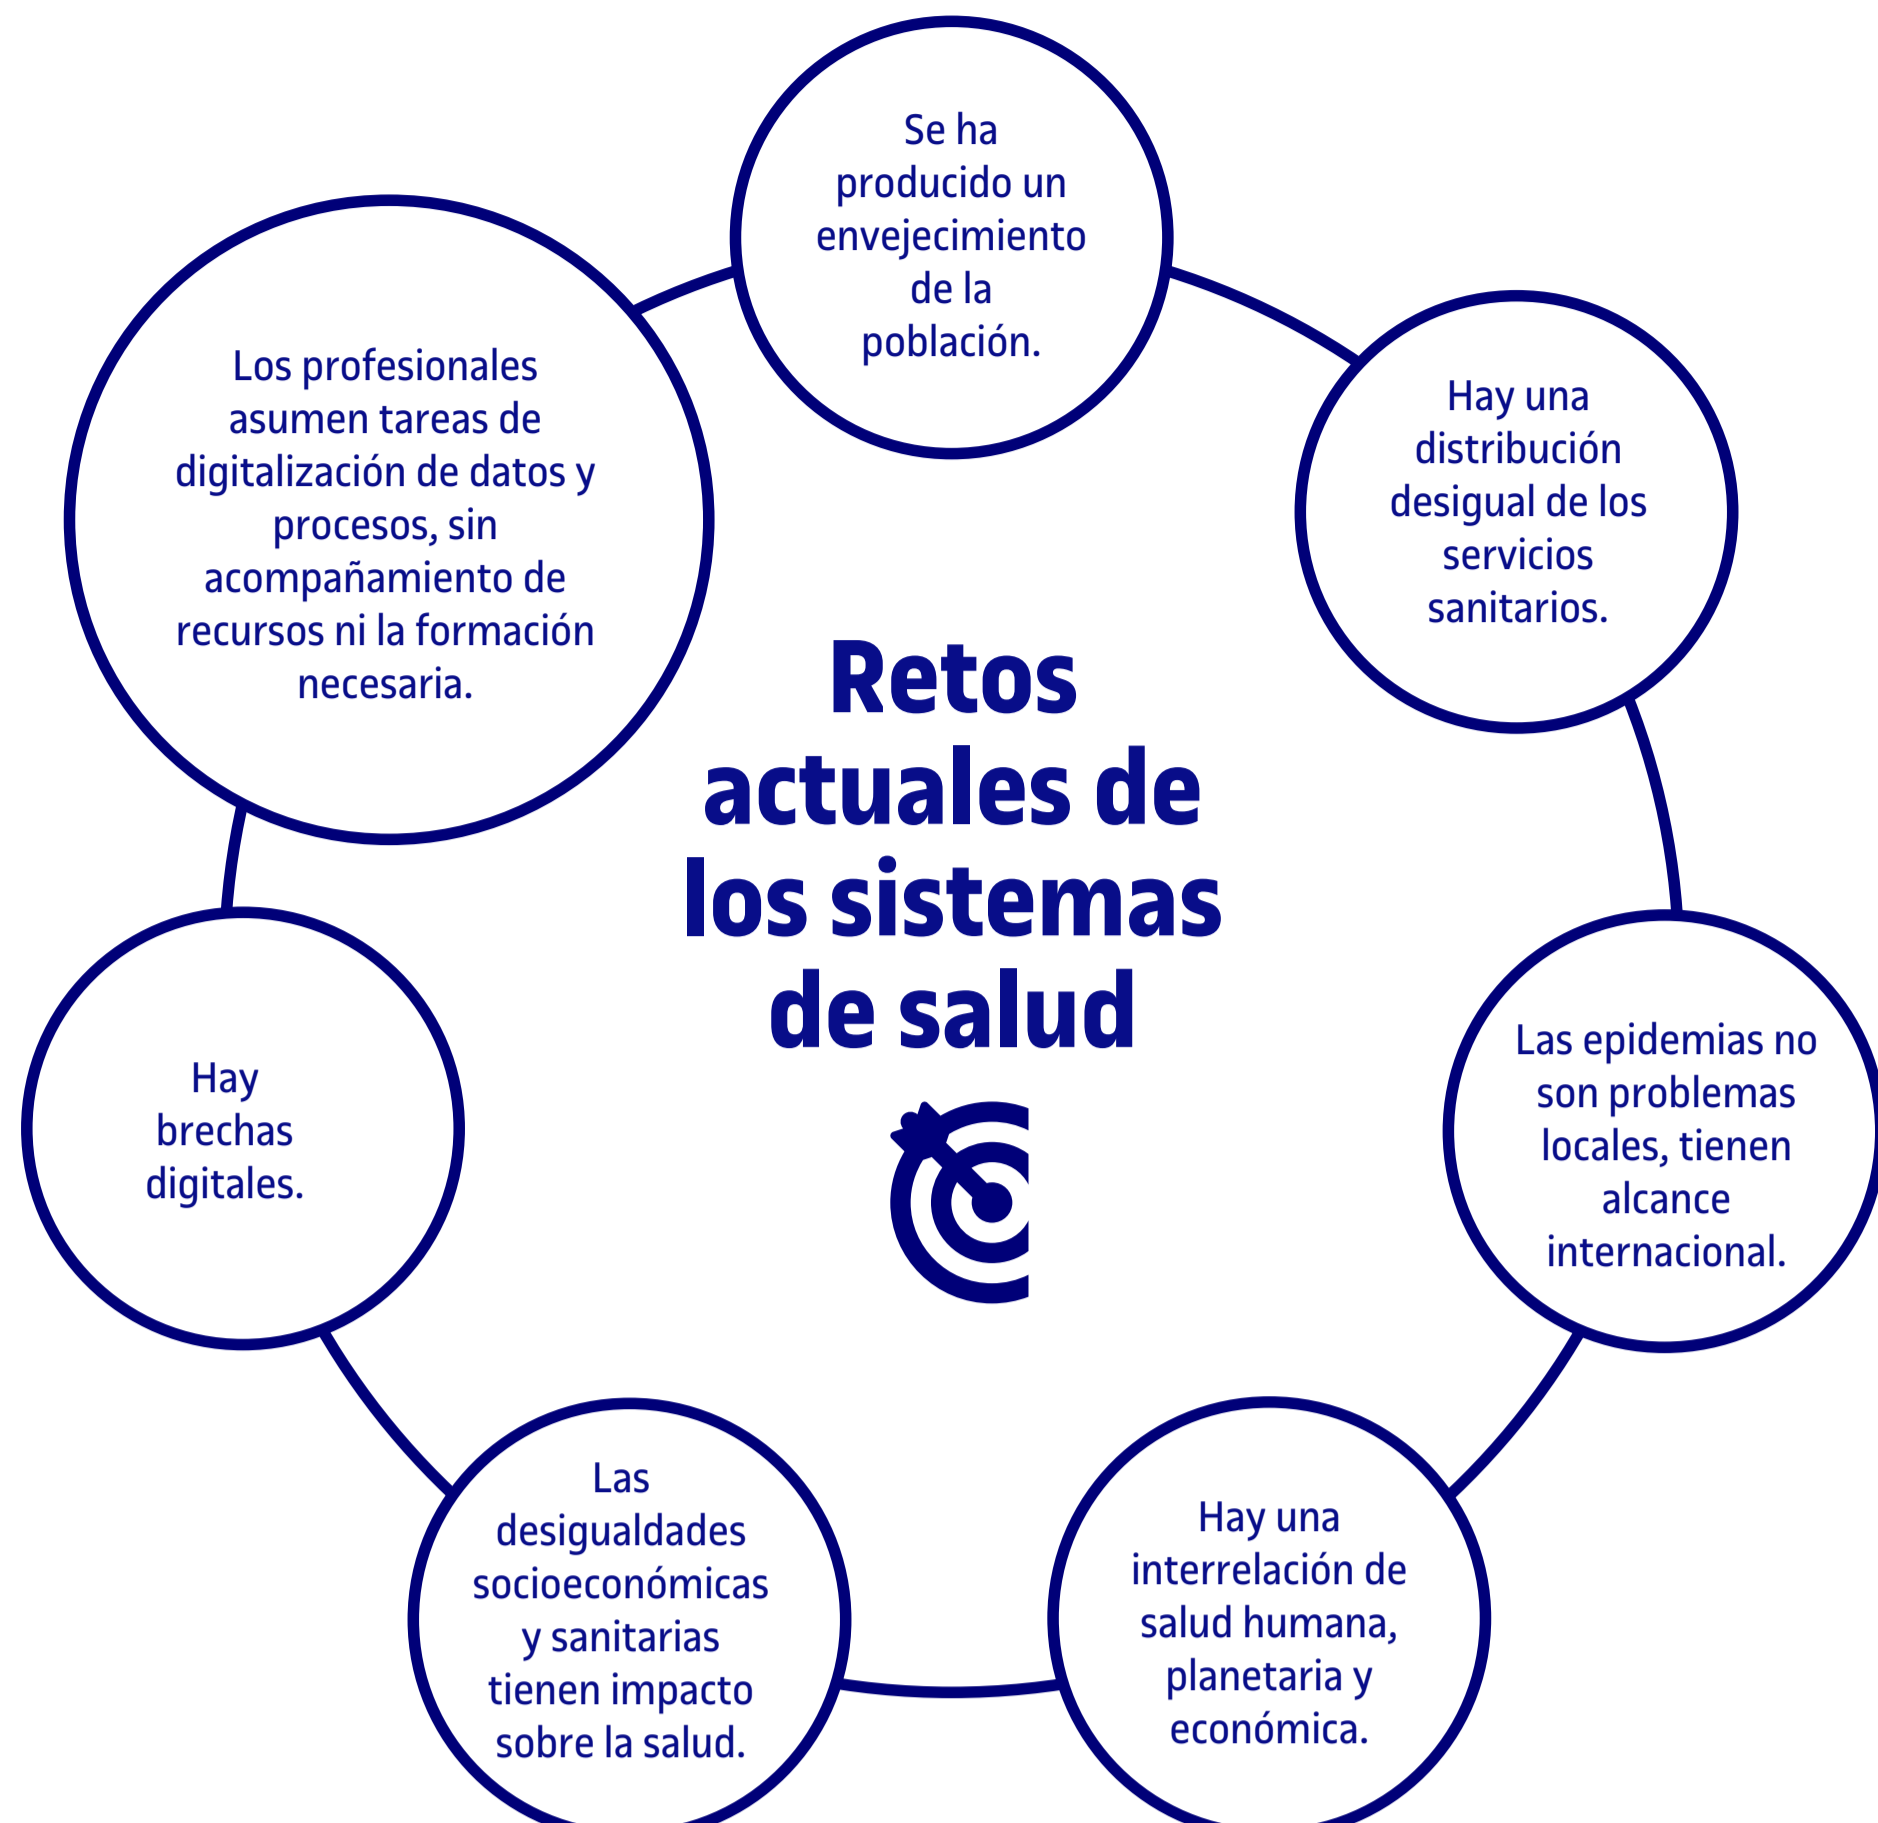 Retos
actuales de
los sistemas
de salud
Se ha
producido un
envejecimiento
de la
población.
Hay una
distribución
desigual de los
servicios
sanitarios.
Las epidemias no
son problemas
locales, tienen
alcance
internacional.
Hay una
interrelación de
salud humana,
planetaria y
económica.
Las
desigualdades
socioeconómicas
y sanitarias
tienen impacto
sobre la salud.
Hay
brechas
digitales.
Los profesionales
asumen tareas de
digitalización de datos y
procesos, sin
acompañamiento de
recursos ni la formación
necesaria.